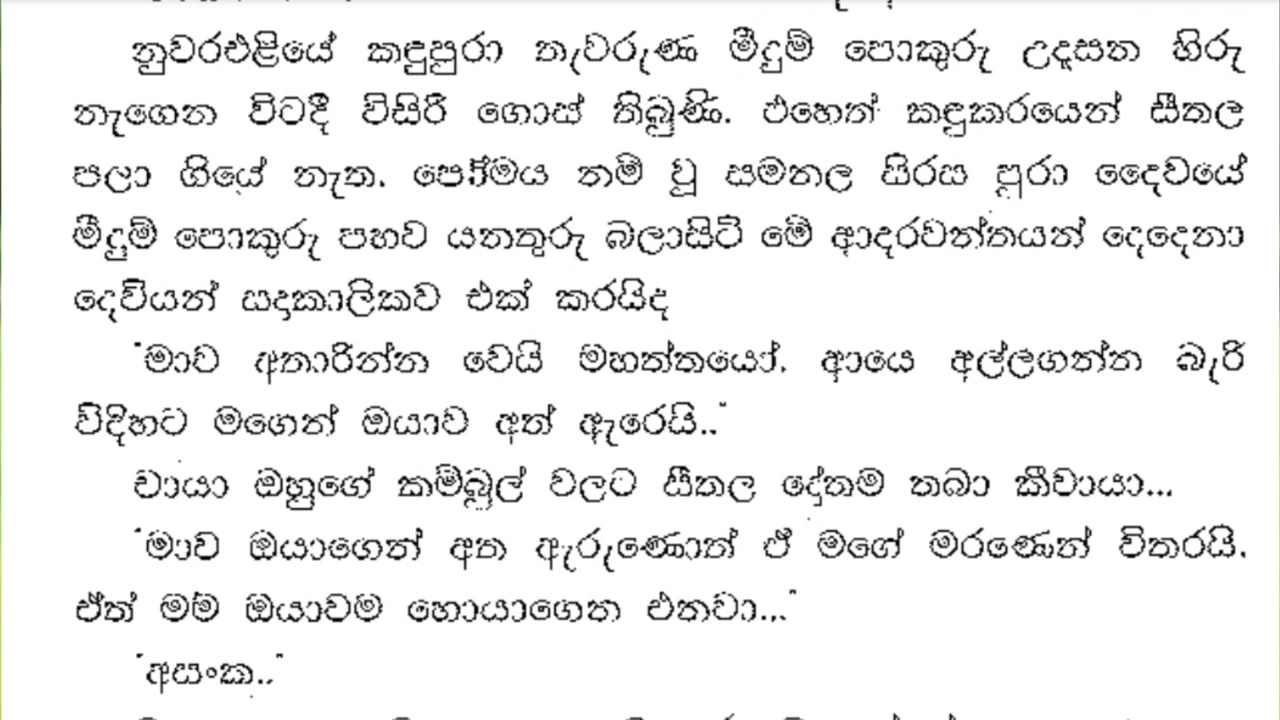 නුවරඑළියේ කඳුපුරා තැවරුණ මීදුම් පොකුරු උදෑසන හිරු
නැගෙන විටදී විසිරී ගොස් තිබුණි. එහෙත් කඳුකරයෙන් සීතල
පලා ගියේ නැත. ප්‍රේමය නම් වූ සමනල සිරස පුරා දෛවයේ
මීදුම් පොකුරු පහව යනතුරු බලාසිටි මේ ආදරවන්තයන් දෙදෙනා
දෙවියන් සදාකාලිකව එක් කරයිද
"මාව අතාරින්න වෙයි මහත්තයෝ. ආයෙ අල්ලගන්න බැරි
විදිහට මගෙන් ඔයාව අත් ඇරෙයි.."
චායා ඔහුගේ කම්බුල් වලට සීතල දෝතම තබා කීවාය...
"මාව ඔයාගෙන් අත ඇරුණොත් ඒ මගේ මරණෙන් විතරයි.
ඒත් මම ඔයාවම හොයාගෙන එනවා..."
"අසංක.."